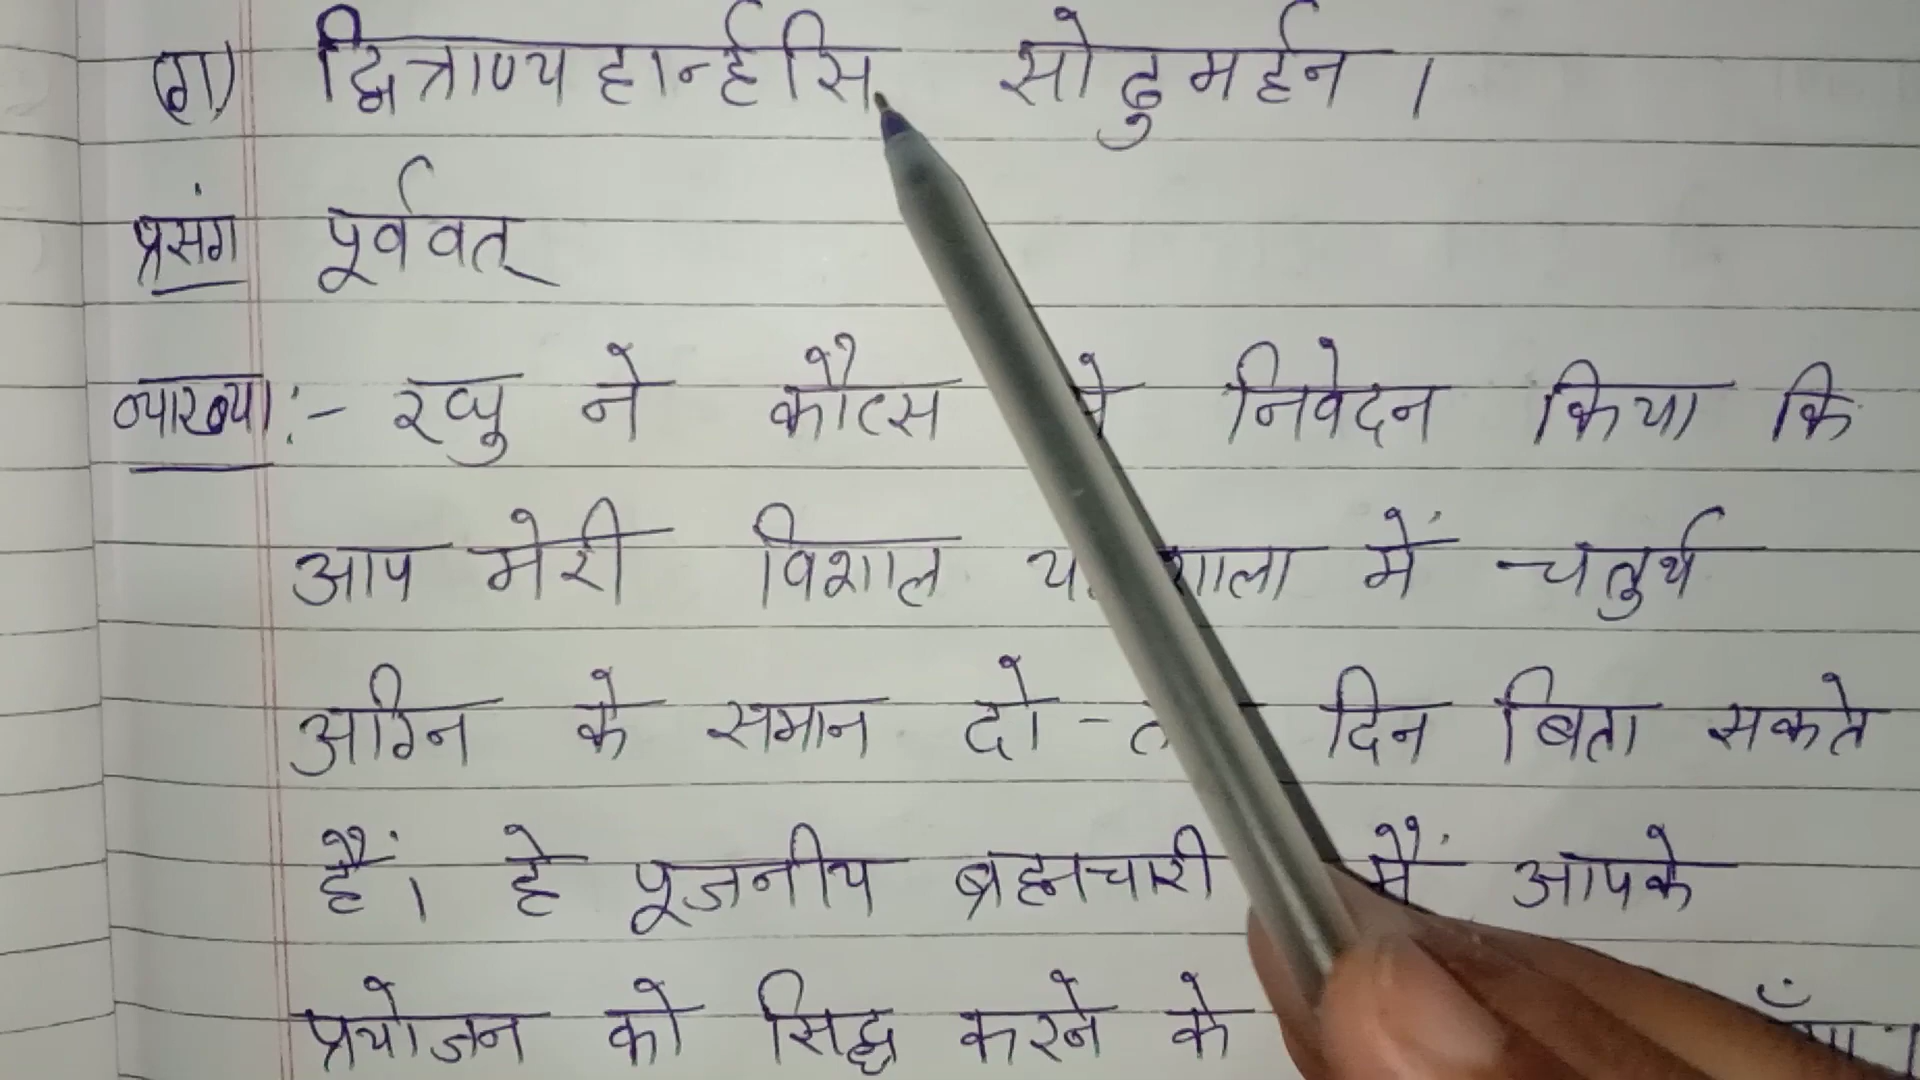 ग) द्वित्राण्यहान्यर्हसि सोढुमर्हन ।
प्रसंग पूर्ववत्
व्याख्या :- रघु ने कौत्स निवेदन किया कि
आप मेरी विशाल में चतुर्थ
अग्नि के समान दो - दिन बिता सकते
हैं। हे पूजनीय ब्रह्मचारी मैं आपके
प्रयोजन को सिद्ध करने के